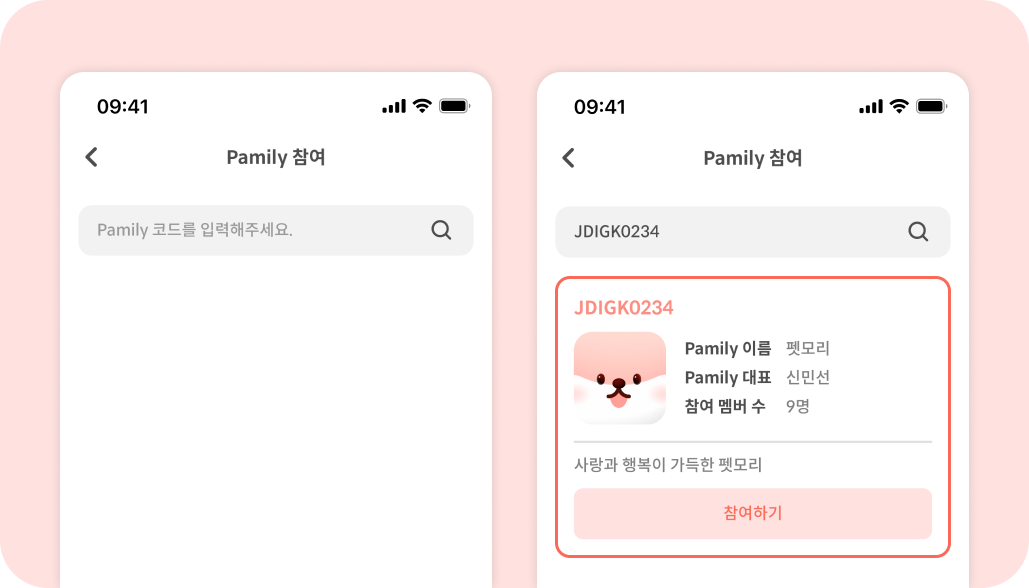 09:41
Pamily 참여
Pamily 코드를 입력해주세요.
09:41
Pamily 참여
JDIGK0234
JDIGK0234
Pamily 이름 펫모리
Pamily 대표 신민선
참여 멤버 수 9명
사랑과 행복이 가득한 펫모리
참여하기